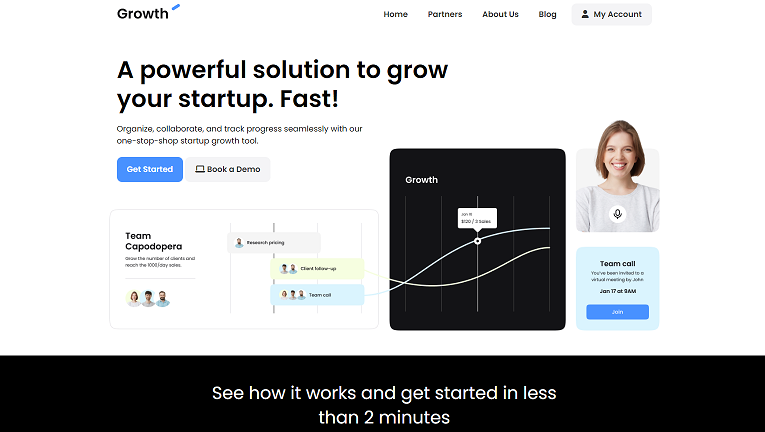 Growth
Home
Partners
About Us
Blog
My Account
A powerful solution to grow
your startup. Fast!
Organize, collaborate, and track progress seamlessly with our
one-stop-shop startup growth tool.
Get Started
Book a Demo
Team
Capodopera
Grow the number of clients and
reach the 1000/day sales.
Research pricing
Client follow-up
Team call
Growth
Jan 16
$120 / 3 Sales
Team call
You've been invited to a
virtual meeting by John
Jan 17 at 9AM
Join
See how it works and get started in less
than 2 minutes